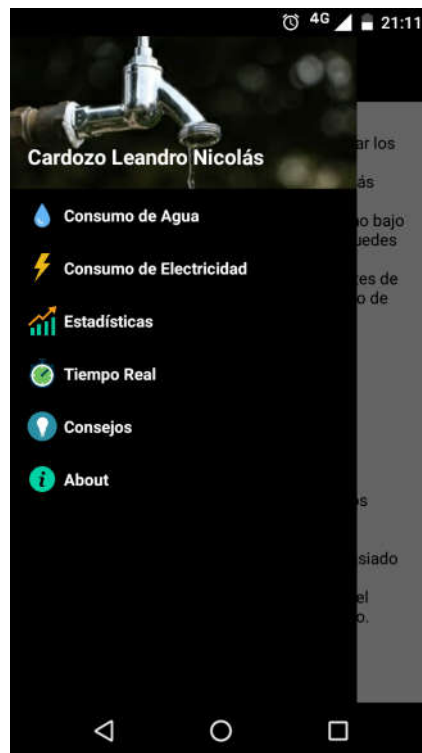 4G 21:11
Cardozo Leandro Nicolás
ar los
ás
Consumo de Agua
o bajo
uedes
Consumo de Electricidad
es de
o de
Estadísticas
Tiempo Real
Consejos
About
os
siado
el
o.